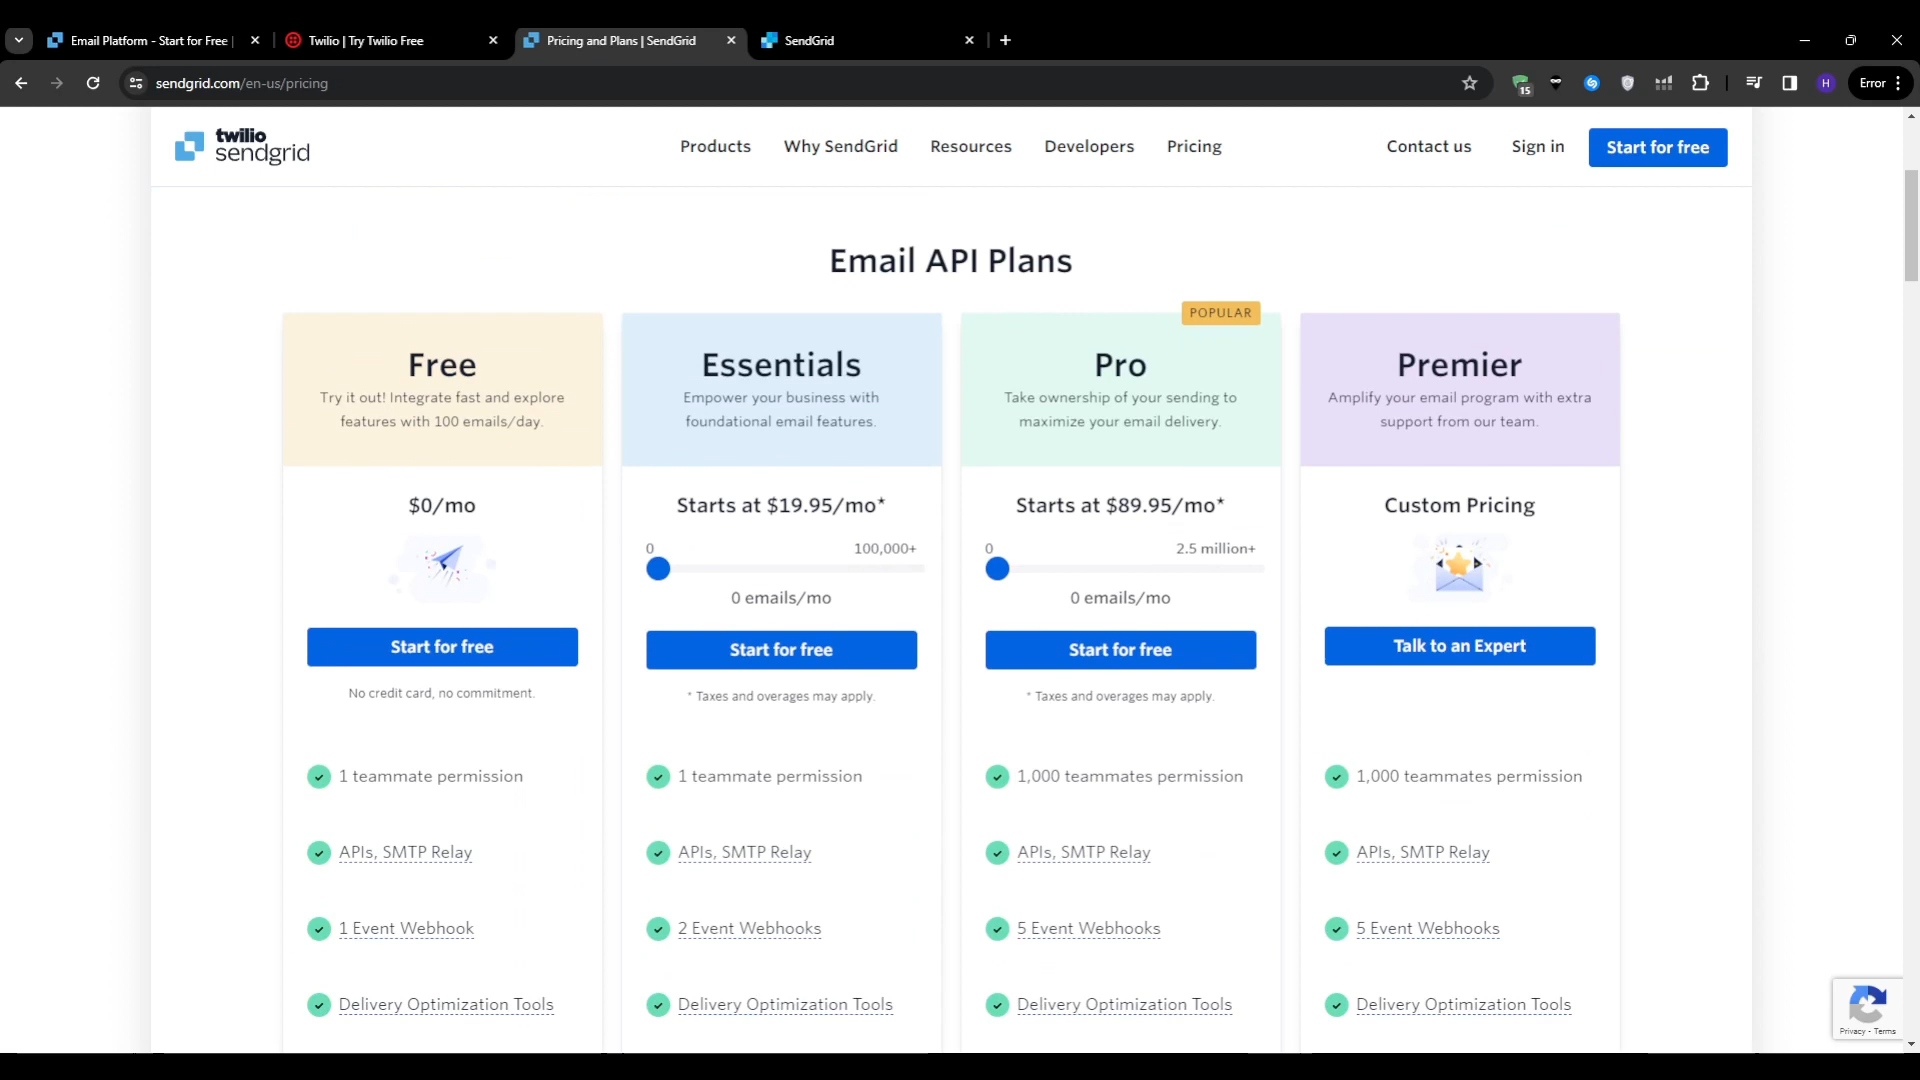 Email Platform - Start for Free |
Twilio | Try Twilio Free
Pricing and Plans | SendGrid
SendGrid
sendgrid.com/en-us/pricing
15
H
Error
twilio
sendgrid
Products
Why SendGrid
Resources
Developers
Pricing
Contact us
Sign in
Start for free
Email API Plans
POPULAR
Free
Try it out! Integrate fast and explore
features with 100 emails/day.
$0/mo
Start for free
No credit card, no commitment.
1 teammate permission
APIs, SMTP Relay
1 Event Webhook
Delivery Optimization Tools
Essentials
Empower your business with
foundational email features.
Starts at $19.95/mo*
0 100,000+
0 emails/mo
Start for free
* Taxes and overages may apply.
1 teammate permission
APIs, SMTP Relay
2 Event Webhooks
Delivery Optimization Tools
Pro
Take ownership of your sending to
maximize your email delivery.
Starts at $89.95/mo*
0 2.5 million+
0 emails/mo
Start for free
* Taxes and overages may apply.
1,000 teammates permission
APIs, SMTP Relay
5 Event Webhooks
Delivery Optimization Tools
Premier
Amplify your email program with extra
support from our team.
Custom Pricing
Talk to an Expert
1,000 teammates permission
APIs, SMTP Relay
5 Event Webhooks
Delivery Optimization Tools
Privacy - Terms